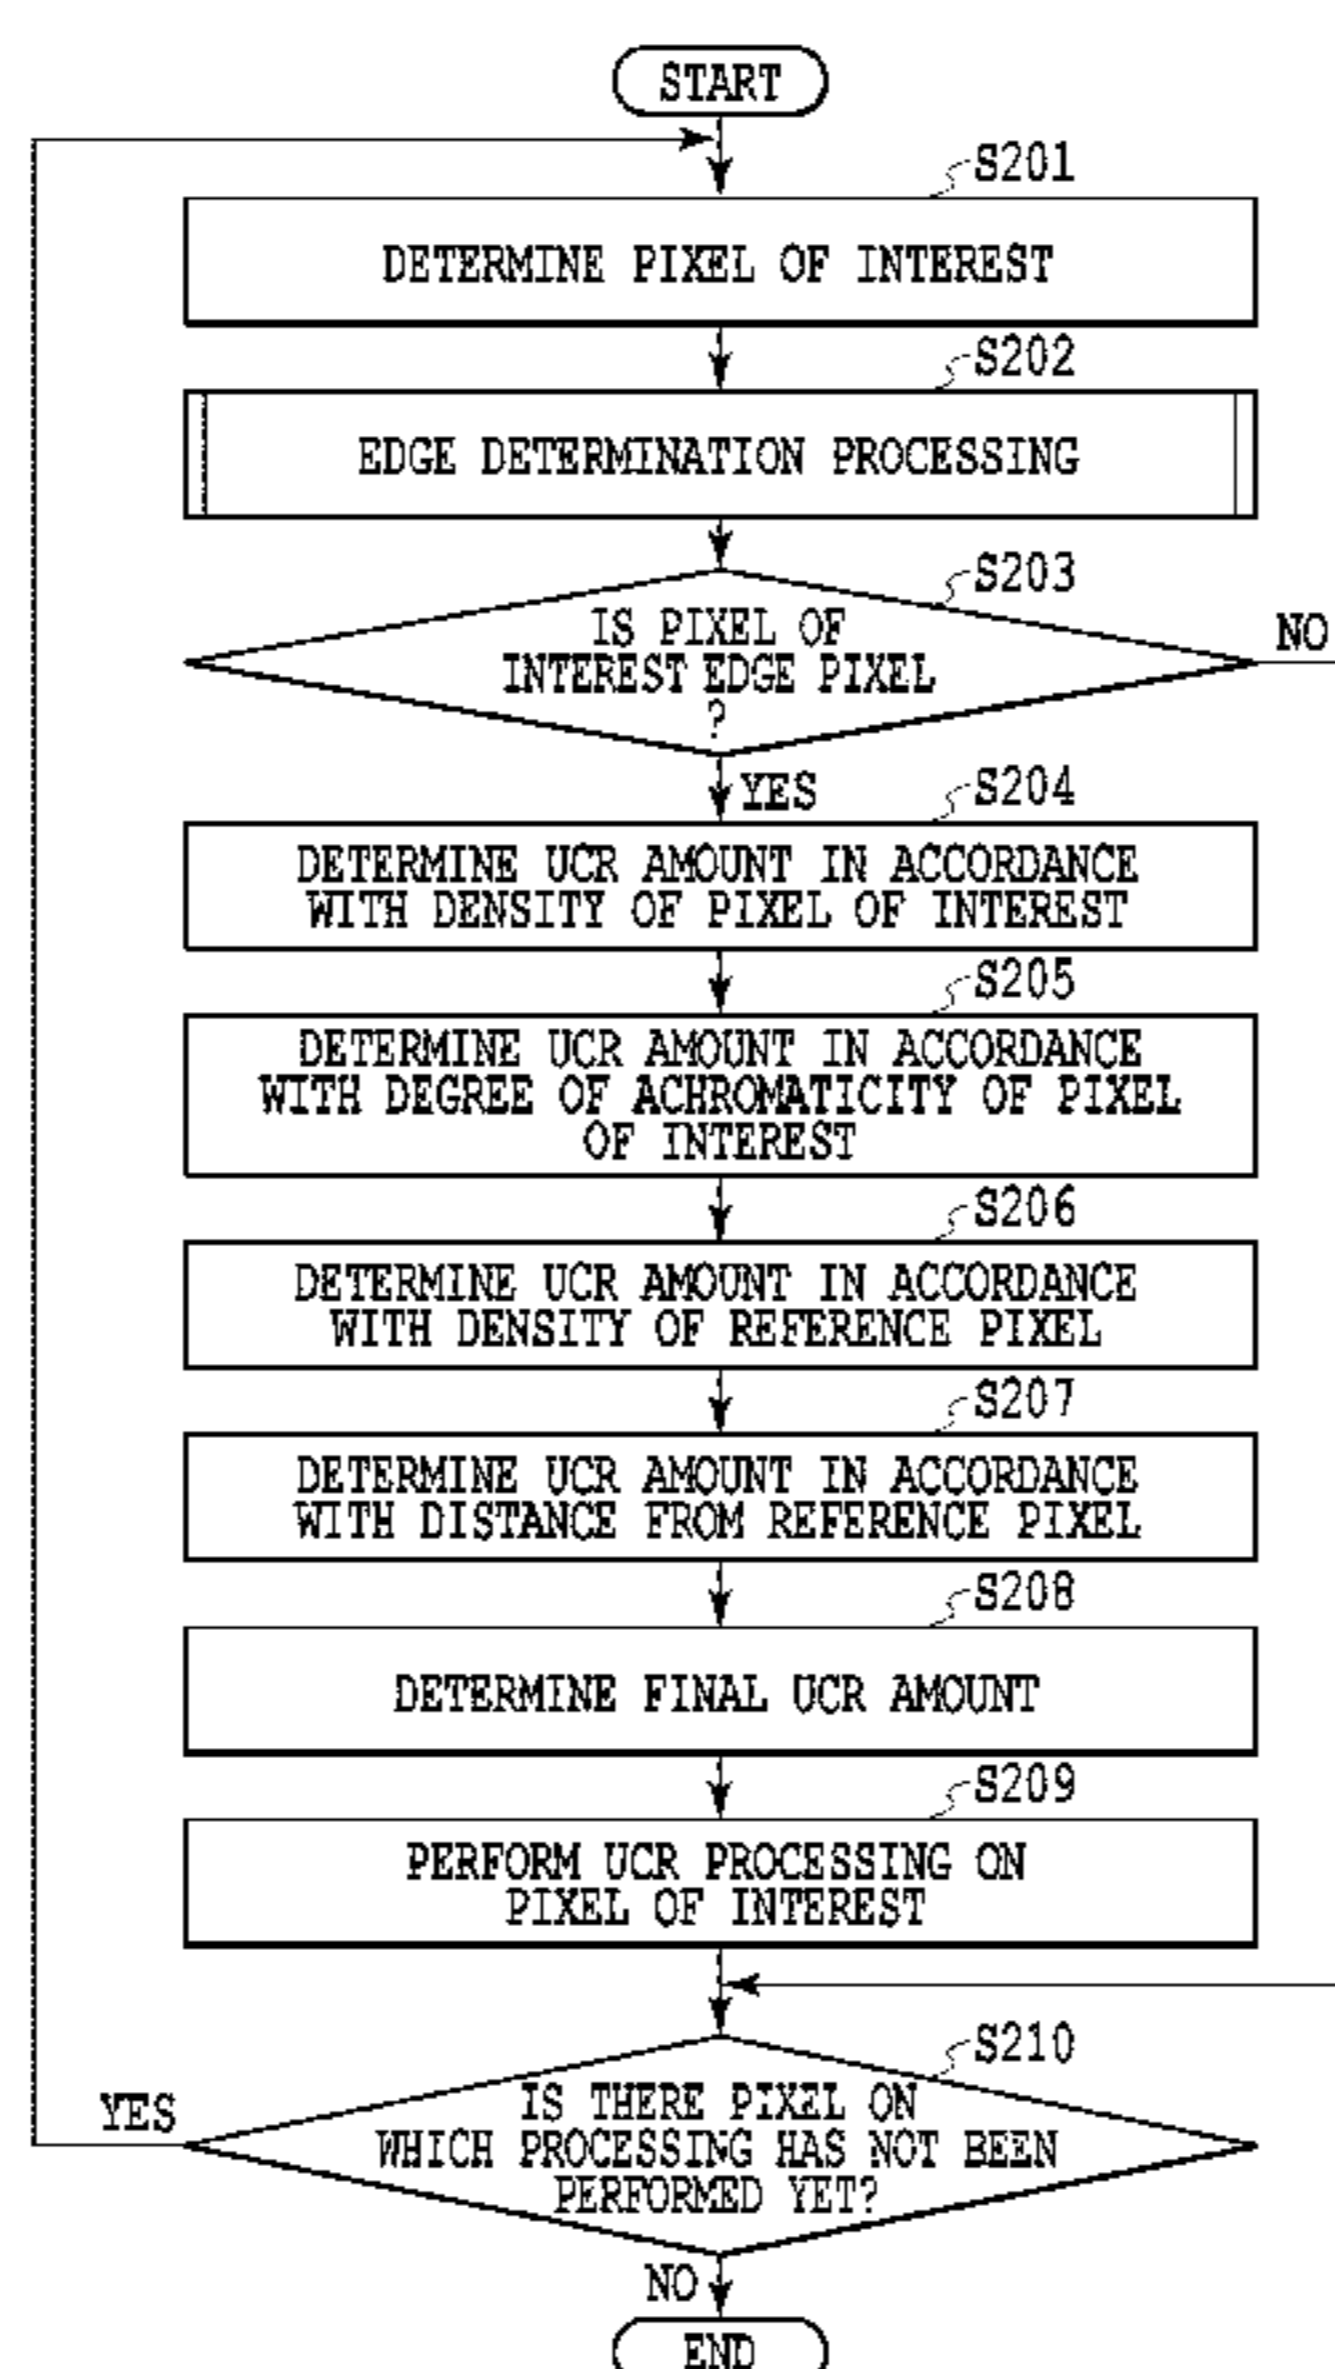 START
S201
DETERMINE PIXEL OF INTEREST
S202
EDGE DETERMINATION PROCESSING
S203
IS PIXEL OF
INTEREST EDGE PIXEL
?
NO
YES
S204
DETERMINE UCR AMOUNT IN ACCORDANCE
WITH DENSITY OF PIXEL OF INTEREST
S205
DETERMINE UCR AMOUNT IN ACCORDANCE
WITH DEGREE OF ACHROMATICITY OF PIXEL
OF INTEREST
S206
DETERMINE UCR AMOUNT IN ACCORDANCE
WITH DENSITY OF REFERENCE PIXEL
S207
DETERMINE UCR AMOUNT IN ACCORDANCE
WITH DISTANCE FROM REFERENCE PIXEL
S208
DETERMINE FINAL UCR AMOUNT
S209
PERFORM UCR PROCESSING ON
PIXEL OF INTEREST
S210
IS THERE PIXEL ON
WHICH PROCESSING HAS NOT BEEN
PERFORMED YET?
YES
NO
END